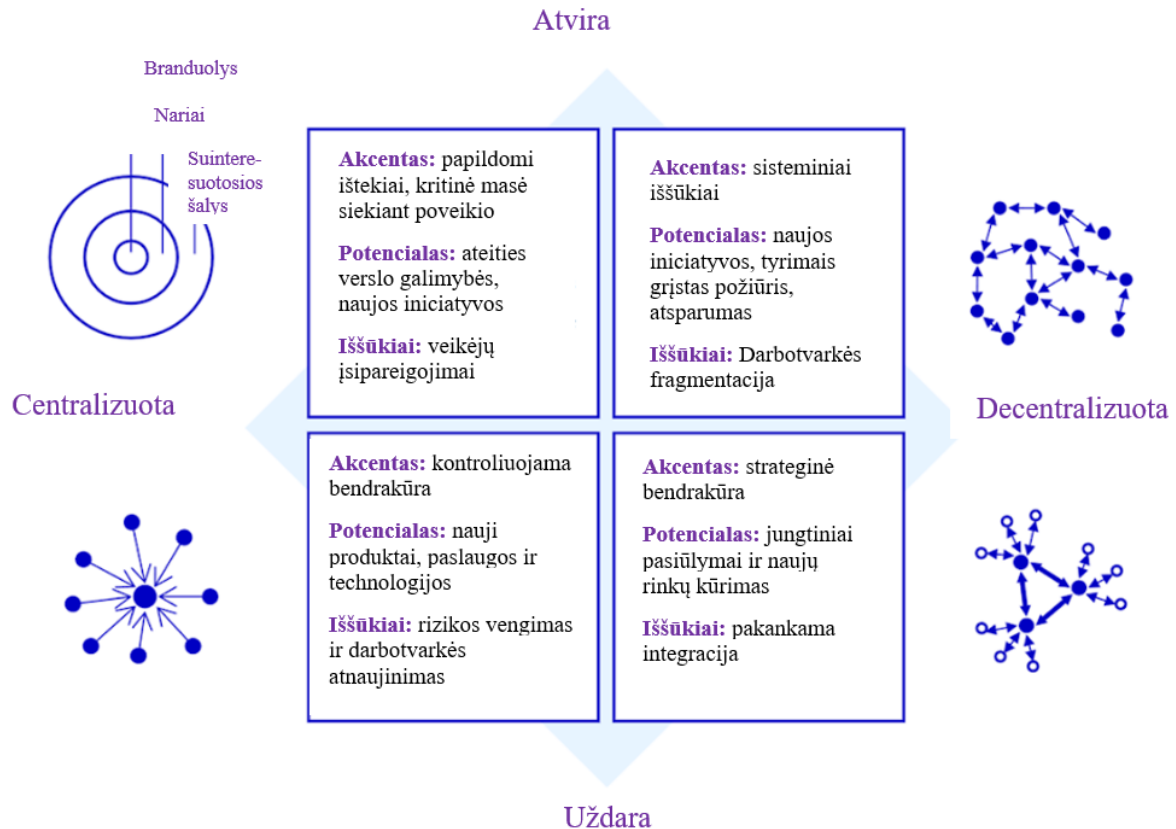 Atvira
Branduolys
Nariai
Suintere-
suotosios
šalys
Akcentas: papildomi
ištekiai, kritinė masė
siekiant poveikio
Potencialas: ateities
verslo galimybės,
naujos iniciatyvos
Iššūkiai: veikėjų
įsipareigojimai
Akcentas: sisteminiai
iššūkiai
Potencialas: naujos
iniciatyvos, tyrimais
grįstas požiūris,
atsparumas
Iššūkiai: Darbotvarkės
fragmentacija
Centralizuota
Decentralizuota
Akcentas: kontroliuojama
bendrakūra
Potencialas: nauji
produktai, paslaugos ir
technologijos
Iššūkiai: rizikos vengimas
ir darbotvarkės
atnaujinimas
Akcentas: strateginė
bendrakūra
Potencialas: jungtiniai
pasiūlymai ir naujų
rinkų kūrimas
Iššūkiai: pakankama
integracija
Uždara